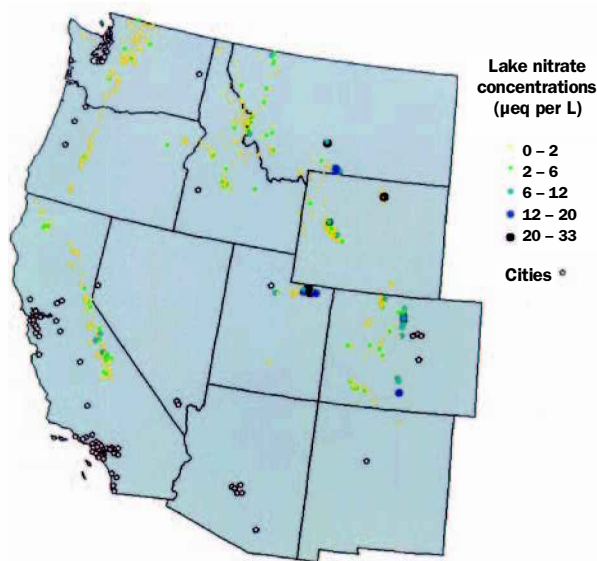 Lake nitrate
concentrations
(μeq per L)
0 – 2
2 – 6
6 – 12
12 – 20
20 – 33
Cities